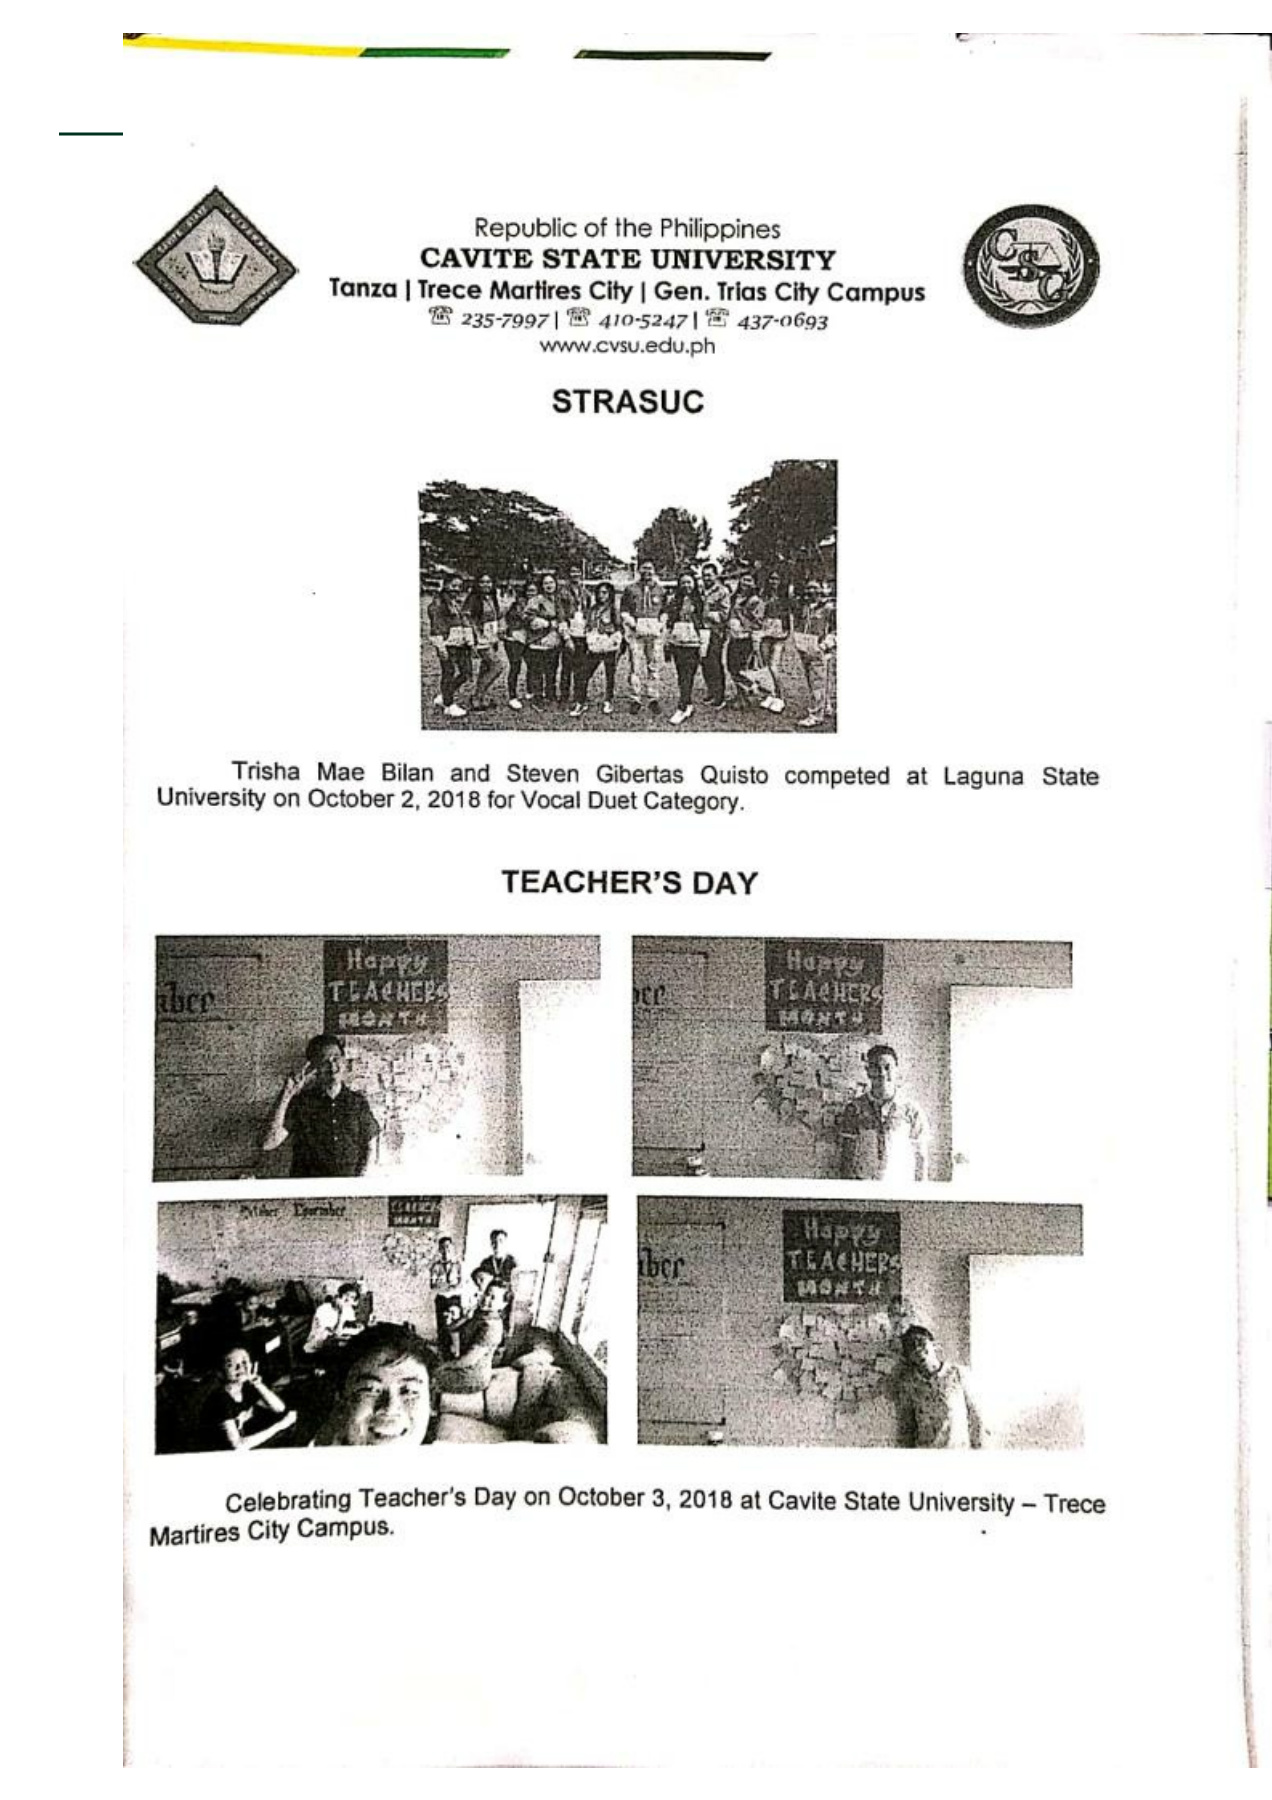 Republic of the Philippines
CAVITE STATE UNIVERSITY
Tanza | Trece Martires City | Gen. Trias City Campus
☎ 235-7997 | ☎ 410-5247 | ☎ 437-0693
www.cvsu.edu.ph
CSG
STRASUC
Trisha Mae Bilan and Steven Gibertas Quisto competed at Laguna State
University on October 2, 2018 for Vocal Duet Category.
TEACHER'S DAY
Happy
TEACHERS
MONTH
Happy
TEACHERS
MONTH
MONTH
Happy
TEACHERS
MONTH
Celebrating Teacher's Day on October 3, 2018 at Cavite State University – Trece
Martires City Campus.